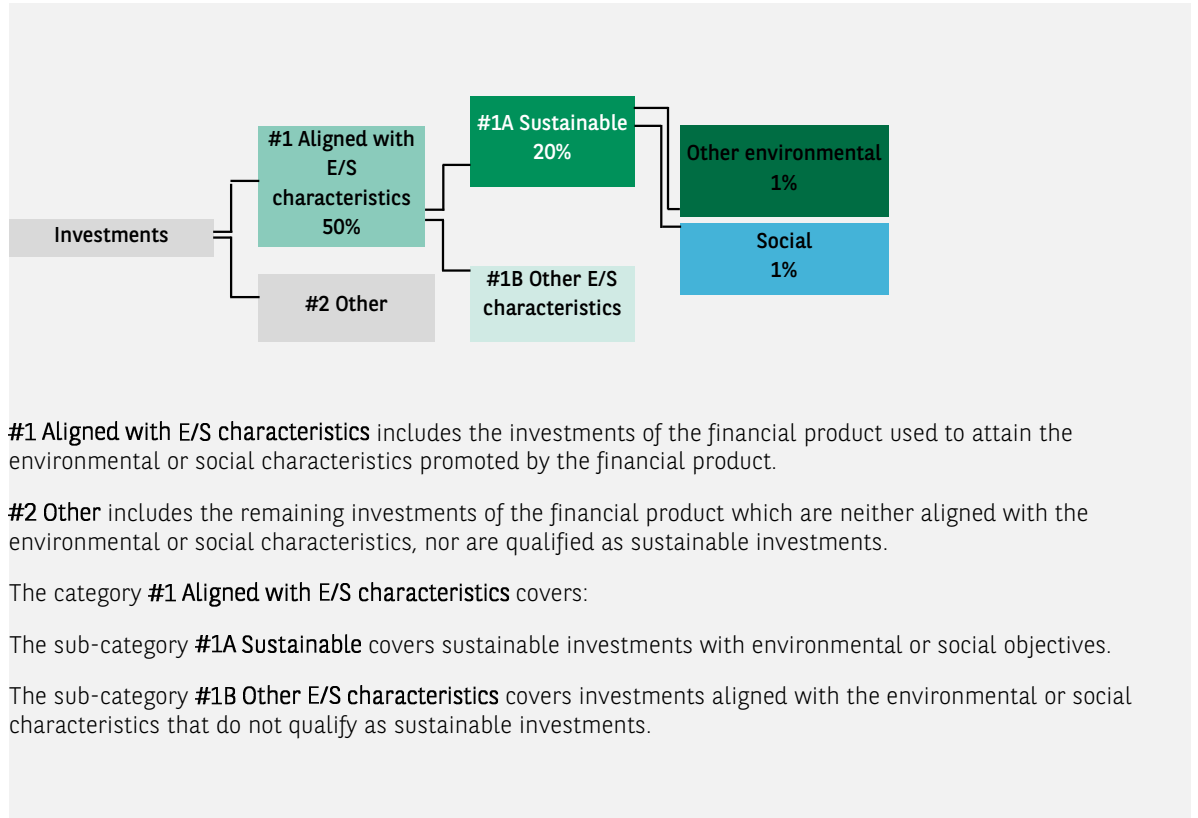 #1A Sustainable
20%
#1 Aligned with
E/S
characteristics
50%
Other environmental
1%
Investments
Social
1%
#1B Other E/S
characteristics
#2 Other
#1 Aligned with E/S characteristics includes the investments of the financial product used to attain the
environmental or social characteristics promoted by the financial product.
#2 Other includes the remaining investments of the financial product which are neither aligned with the
environmental or social characteristics, nor are qualified as sustainable investments.
The category #1 Aligned with E/S characteristics covers:
The sub-category #1A Sustainable covers sustainable investments with environmental or social objectives.
The sub-category #1B Other E/S characteristics covers investments aligned with the environmental or social
characteristics that do not qualify as sustainable investments.